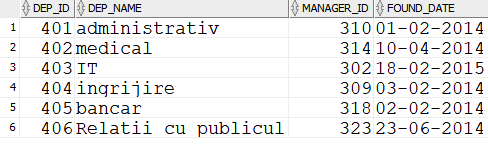 DEP_ID DEP_NAME MANAGER_ID FOUND_DATE
1 401 administrativ 310 01-02-2014
2 402 medical 314 10-04-2014
3 403 IT 302 18-02-2015
4 404 ingrijire 309 03-02-2014
5 405 bancar 318 02-02-2014
6 406 Relatii cu publicul 323 23-06-2014